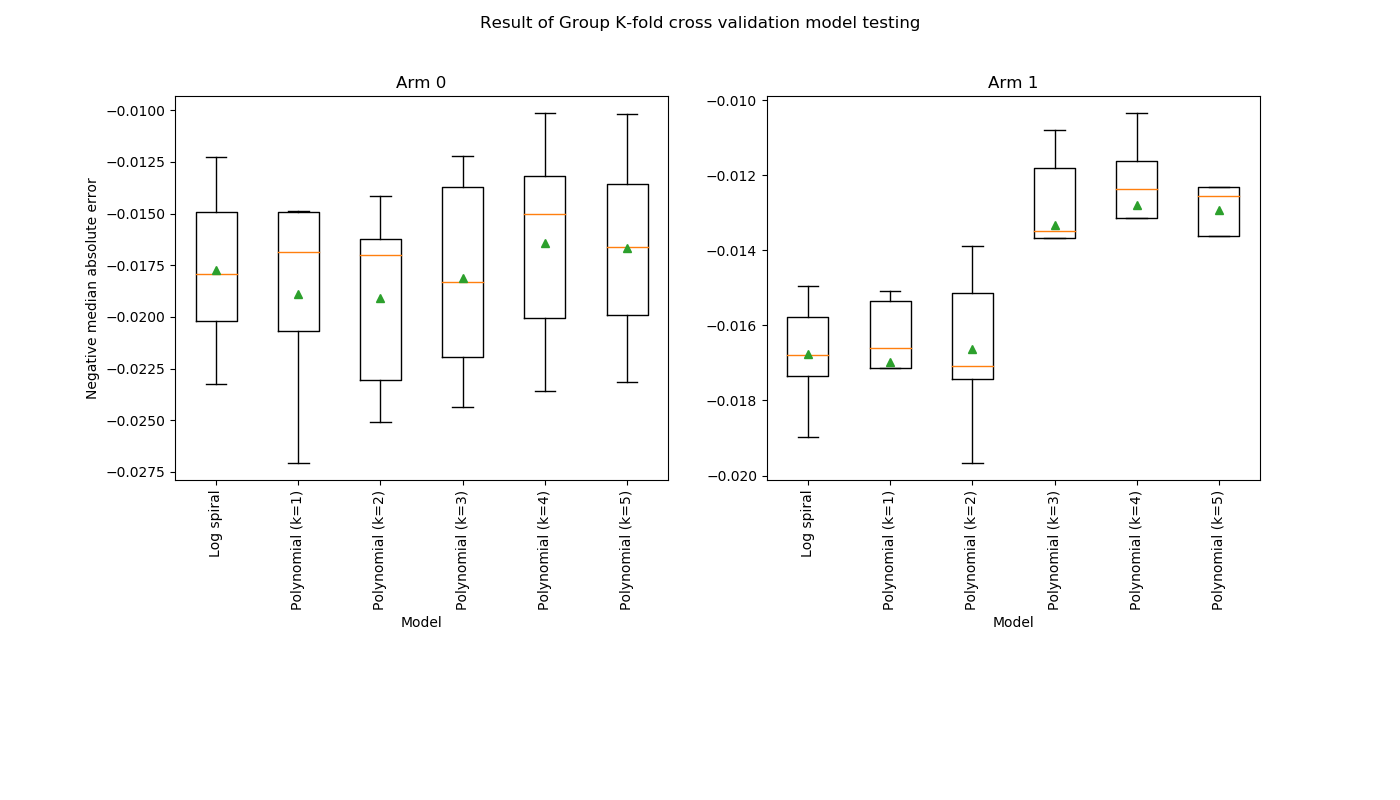 Result of Group K-fold cross validation model testing
Arm 0
Negative median absolute error
−0.0100
−0.0125
−0.0150
−0.0175
−0.0200
−0.0225
−0.0250
−0.0275
Log spiral
Polynomial (k=1)
Polynomial (k=2)
Polynomial (k=3)
Polynomial (k=4)
Polynomial (k=5)
Model
Arm 1
−0.010
−0.012
−0.014
−0.016
−0.018
−0.020
Log spiral
Polynomial (k=1)
Polynomial (k=2)
Polynomial (k=3)
Polynomial (k=4)
Polynomial (k=5)
Model